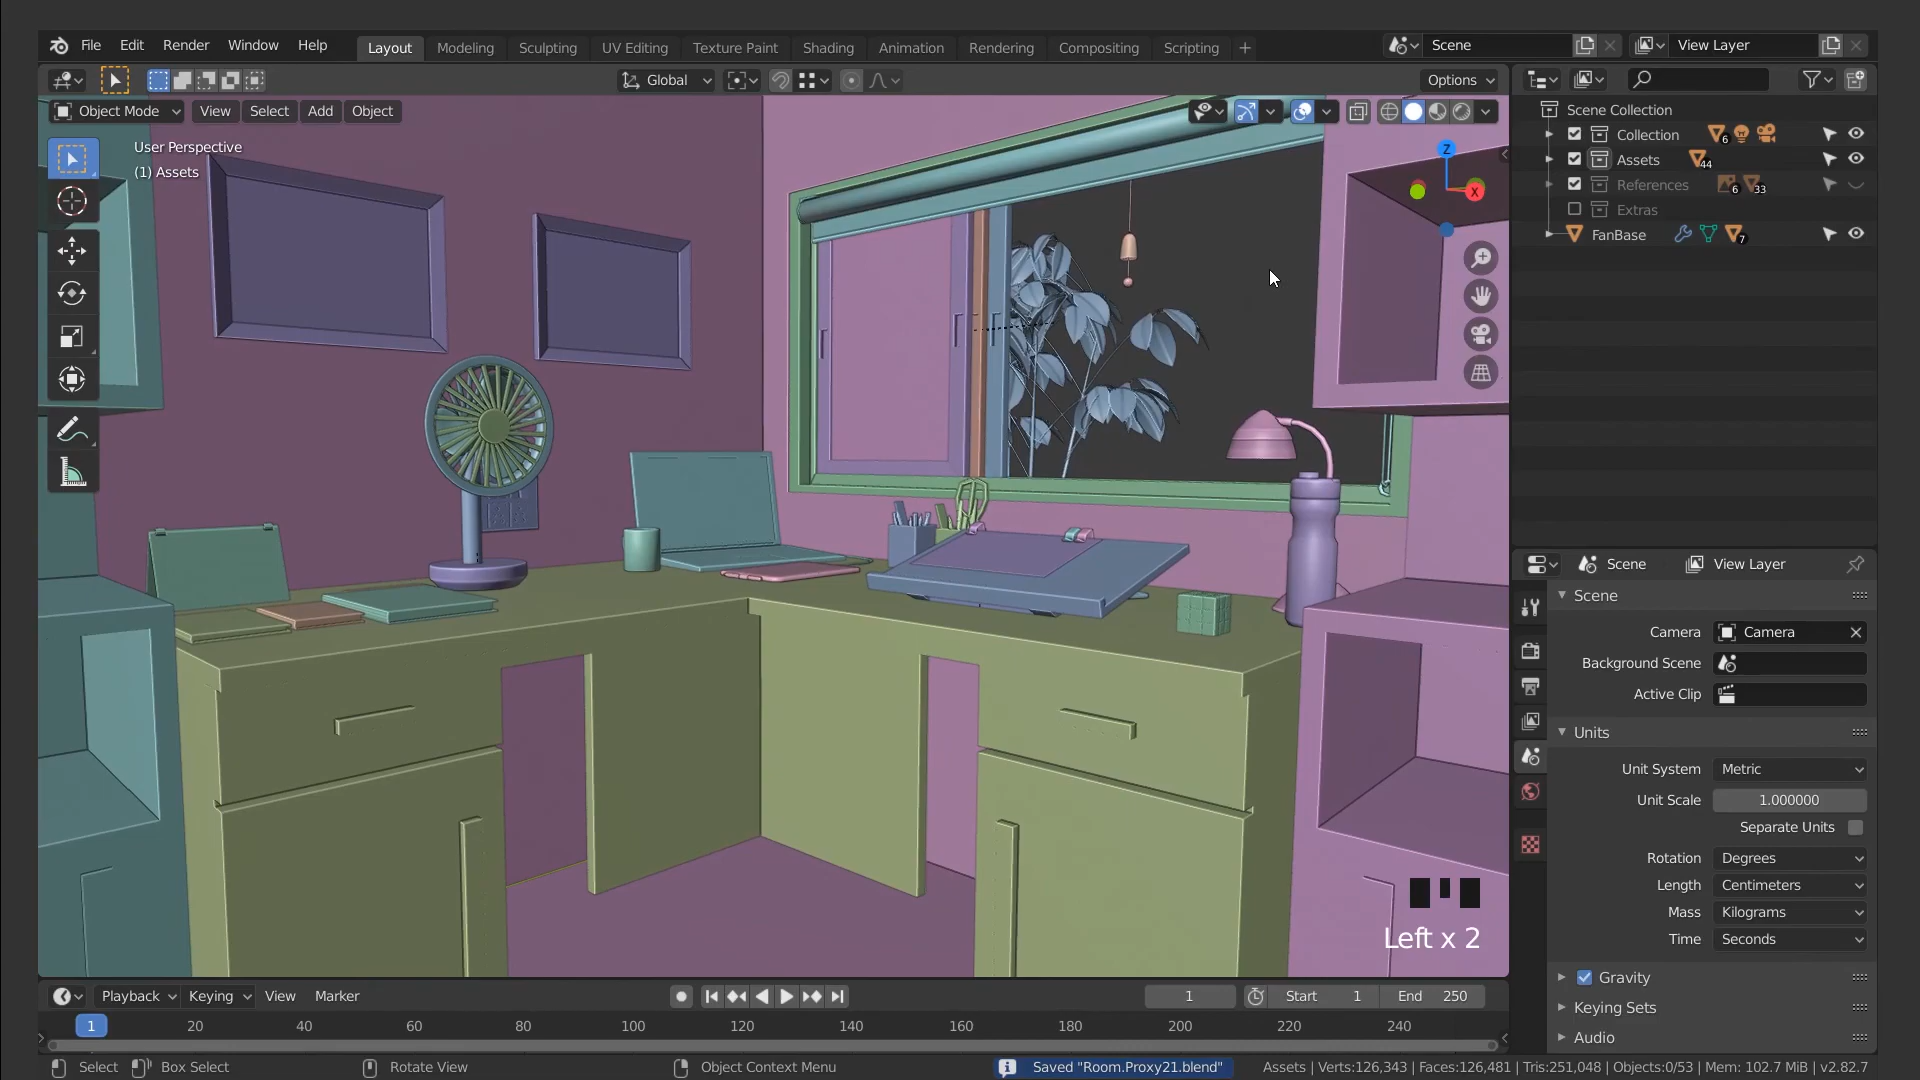 File Edit Render Window Help Layout Modeling Sculpting UV Editing Texture Paint Shading Animation Rendering Compositing Scripting + Scene View Layer
Global Options
Object Mode View Select Add Object
User Perspective
(1) Assets
Z
X
Scene Collection
Collection 6
Assets 44
References 6 33
Extras
FanBase 7
Scene View Layer
Scene
Camera Camera
Background Scene
Active Clip
Units
Unit System Metric
Unit Scale 1.000000
Separate Units
Rotation Degrees
Length Centimeters
Mass Kilograms
Time Seconds
Gravity
Keying Sets
Audio
Left x 2
Playback Keying View Marker 1 Start 1 End 250
1 20 40 60 80 100 120 140 160 180 200 220 240
Select Box Select Rotate View Object Context Menu Saved "Room.Proxy21.blend" Assets | Verts:126,343 | Faces:126,481 | Tris:251,048 | Objects:0/53 | Mem: 102.7 MiB | v2.82.7